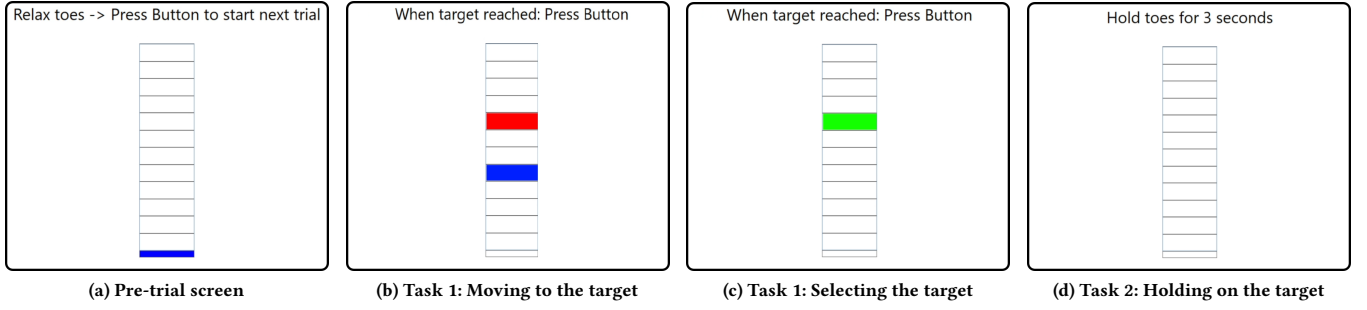 Relax toes -> Press Button to start next trial
When target reached: Press Button
When target reached: Press Button
Hold toes for 3 seconds
(a) Pre-trial screen
(b) Task 1: Moving to the target
(c) Task 1: Selecting the target
(d) Task 2: Holding on the target